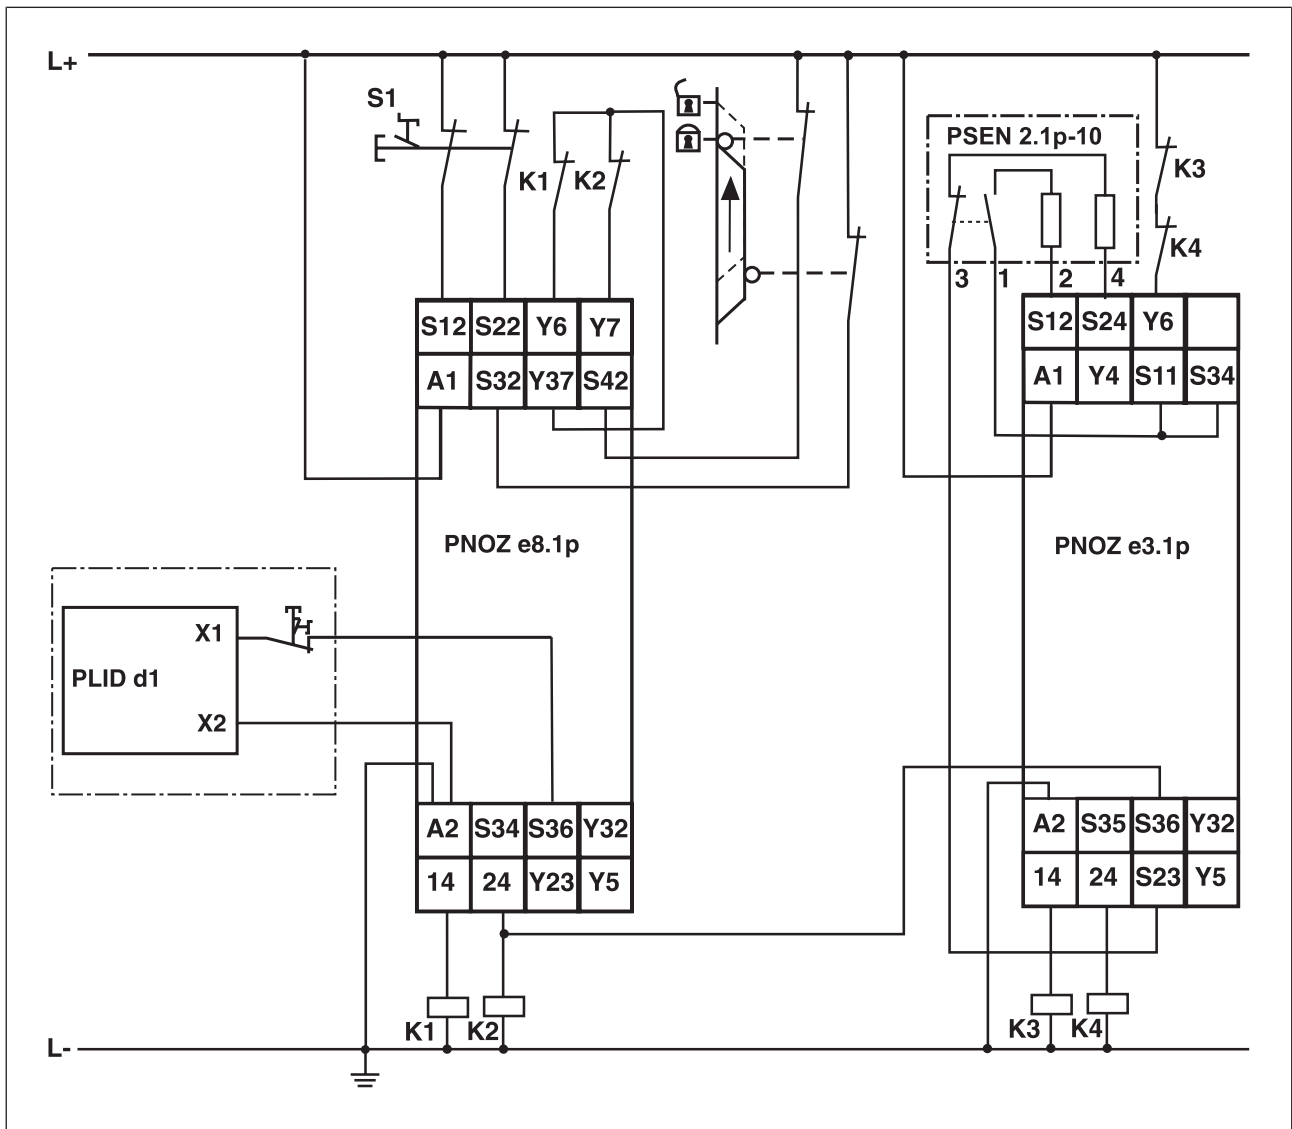 L+
S1
K1
K2
PSEN 2.1p-10
K3
K4
3
1
2
4
S12 S22 Y6 Y7
A1 S32 Y37 S42
S12 S24 Y6
A1 Y4 S11 S34
PNOZ e8.1p
PNOZ e3.1p
X1
PLID d1
X2
A2 S34 S36 Y32
14 24 Y23 Y5
A2 S35 S36 Y32
14 24 S23 Y5
K1
K2
K3
K4
L-